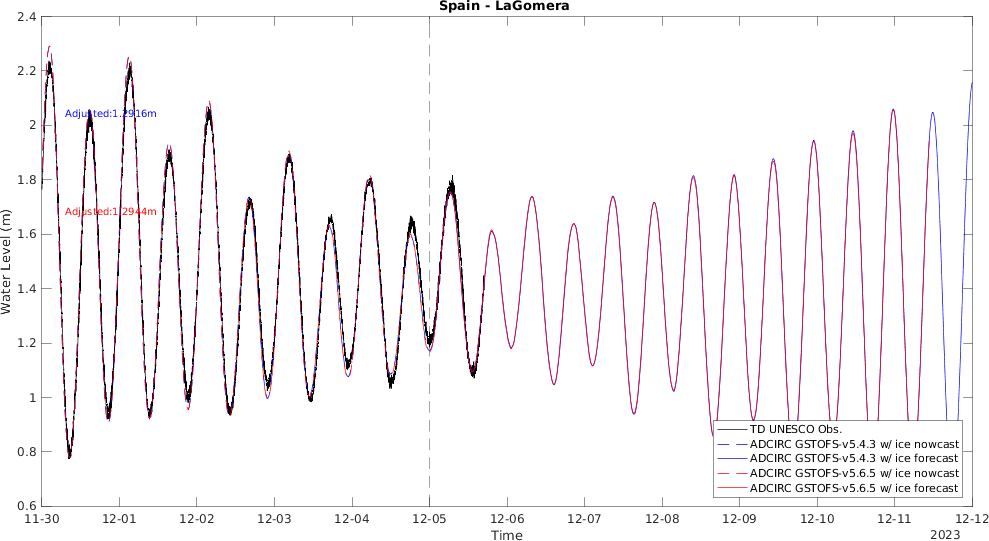 Spain - LaGomera
2.4
2.2
2
1.8
1.6
1.4
1.2
1
0.8
0.6
Water Level (m)
Adjusted:1.2916m
Adjusted:1.2944m
TD UNESCO Obs.
ADCIRC GSTOFS-v5.4.3 w/ ice nowcast
ADCIRC GSTOFS-v5.4.3 w/ ice forecast
ADCIRC GSTOFS-v5.6.5 w/ ice nowcast
ADCIRC GSTOFS-v5.6.5 w/ ice forecast
11-30 12-01 12-02 12-03 12-04 12-05 12-06 12-07 12-08 12-09 12-10 12-11 12-12
Time
2023